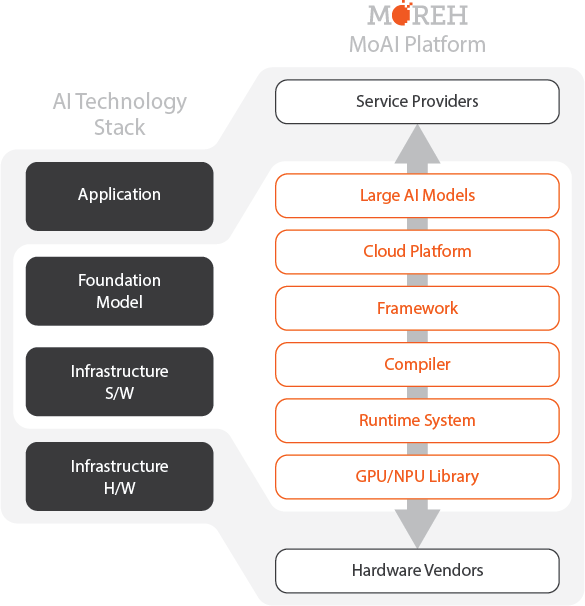 MOREH
MoAI Platform
AI Technology
Stack
Application
Foundation
Model
Infrastructure
S/W
Infrastructure
H/W
Service Providers
Large AI Models
Cloud Platform
Framework
Compiler
Runtime System
GPU/NPU Library
Hardware Vendors